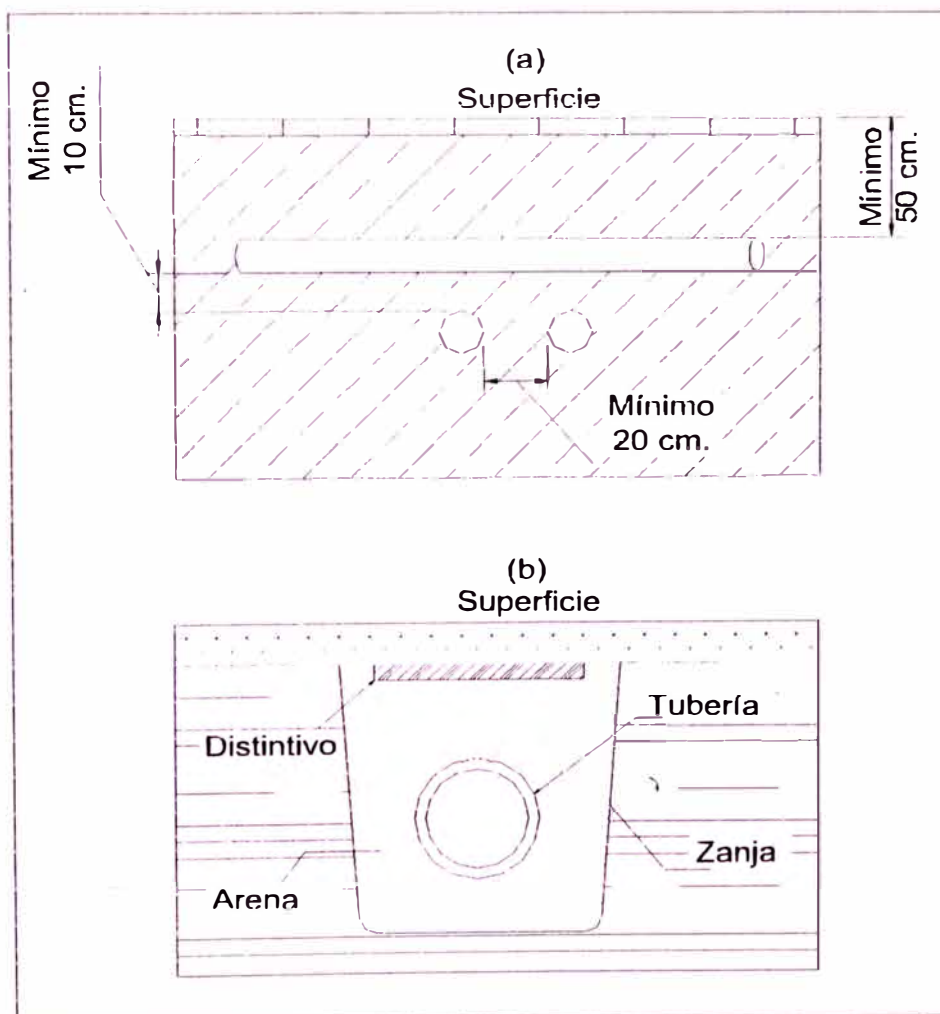 (a)
Superficie
Mínimo
10 cm.
Mínimo
50 cm.
Mínimo
20 cm.
(b)
Superficie
Tubería
Distintivo
Zanja
Arena